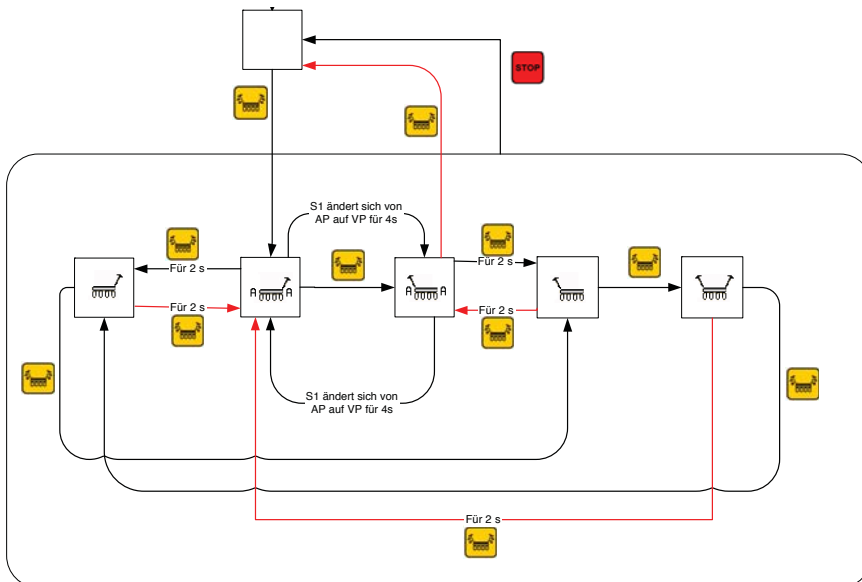 STOP
S1 ändert sich von
AP auf VP für 4s
Für 2 s
Für 2 s
A A
A A
Für 2 s
Für 2 s
S1 ändert sich von
AP auf VP für 4s
Für 2 s